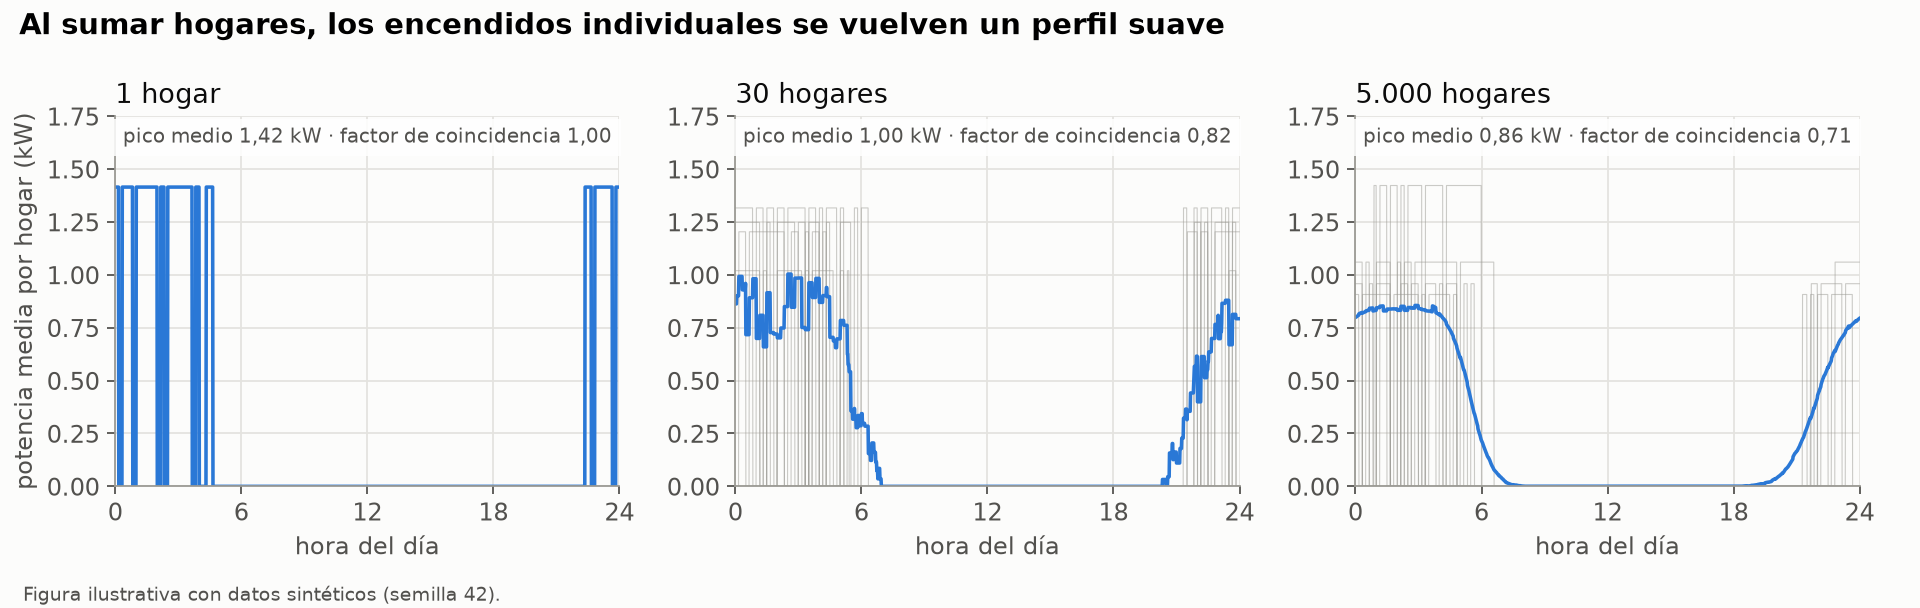 Al sumar hogares, los encendidos individuales se vuelven un perfil suave
1 hogar
pico medio 1,42 kW · factor de coincidencia 1,00
potencia media por hogar (kW)
1.75
1.50
1.25
1.00
0.75
0.50
0.25
0.00
0 6 12 18 24
hora del día
30 hogares
pico medio 1,00 kW · factor de coincidencia 0,82
1.75
1.50
1.25
1.00
0.75
0.50
0.25
0.00
0 6 12 18 24
hora del día
5.000 hogares
pico medio 0,86 kW · factor de coincidencia 0,71
1.75
1.50
1.25
1.00
0.75
0.50
0.25
0.00
0 6 12 18 24
hora del día
Figura ilustrativa con datos sintéticos (semilla 42).